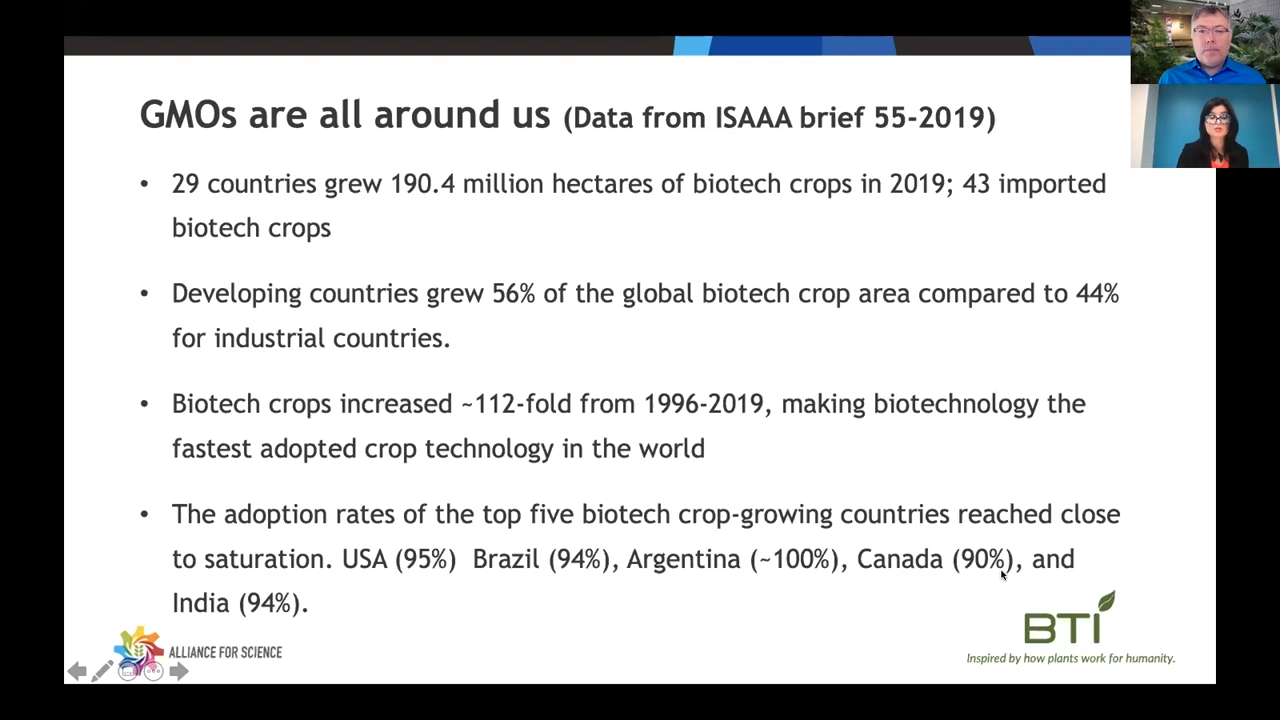 GMOs are all around us (Data from ISAAA brief 55-2019)
• 29 countries grew 190.4 million hectares of biotech crops in 2019; 43 imported
biotech crops
• Developing countries grew 56% of the global biotech crop area compared to 44%
for industrial countries.
• Biotech crops increased ~112-fold from 1996-2019, making biotechnology the
fastest adopted crop technology in the world
• The adoption rates of the top five biotech crop-growing countries reached close
to saturation. USA (95%)  Brazil (94%), Argentina (~100%), Canada (90%), and
India (94%).
ALLIANCE FOR SCIENCE
BTI
Inspired by how plants work for humanity.